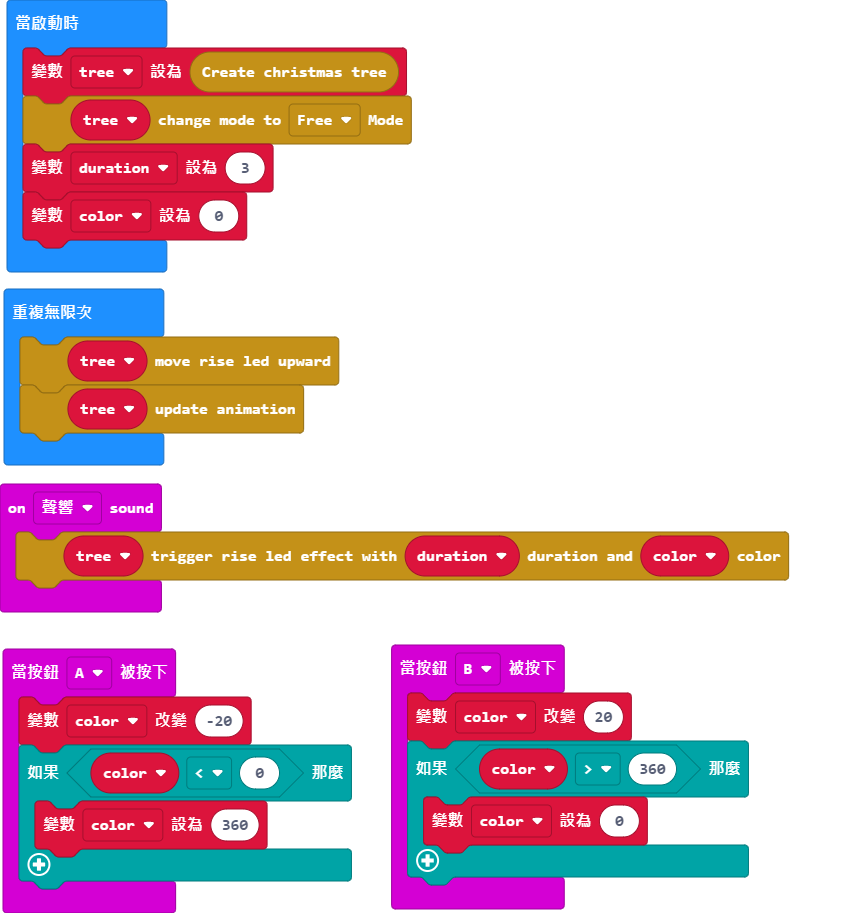 當啟動時
變數 tree 設為 Create christmas tree
tree change mode to Free Mode
變數 duration 設為 3
變數 color 設為 0
重複無限次
tree move rise led upward
tree update animation
on 聲響 sound
tree trigger rise led effect with duration duration and color color
當按鈕 A 被按下
變數 color 改變 -20
如果 color < 0 那麼
變數 color 設為 360
當按鈕 B 被按下
變數 color 改變 20
如果 color > 360 那麼
變數 color 設為 0